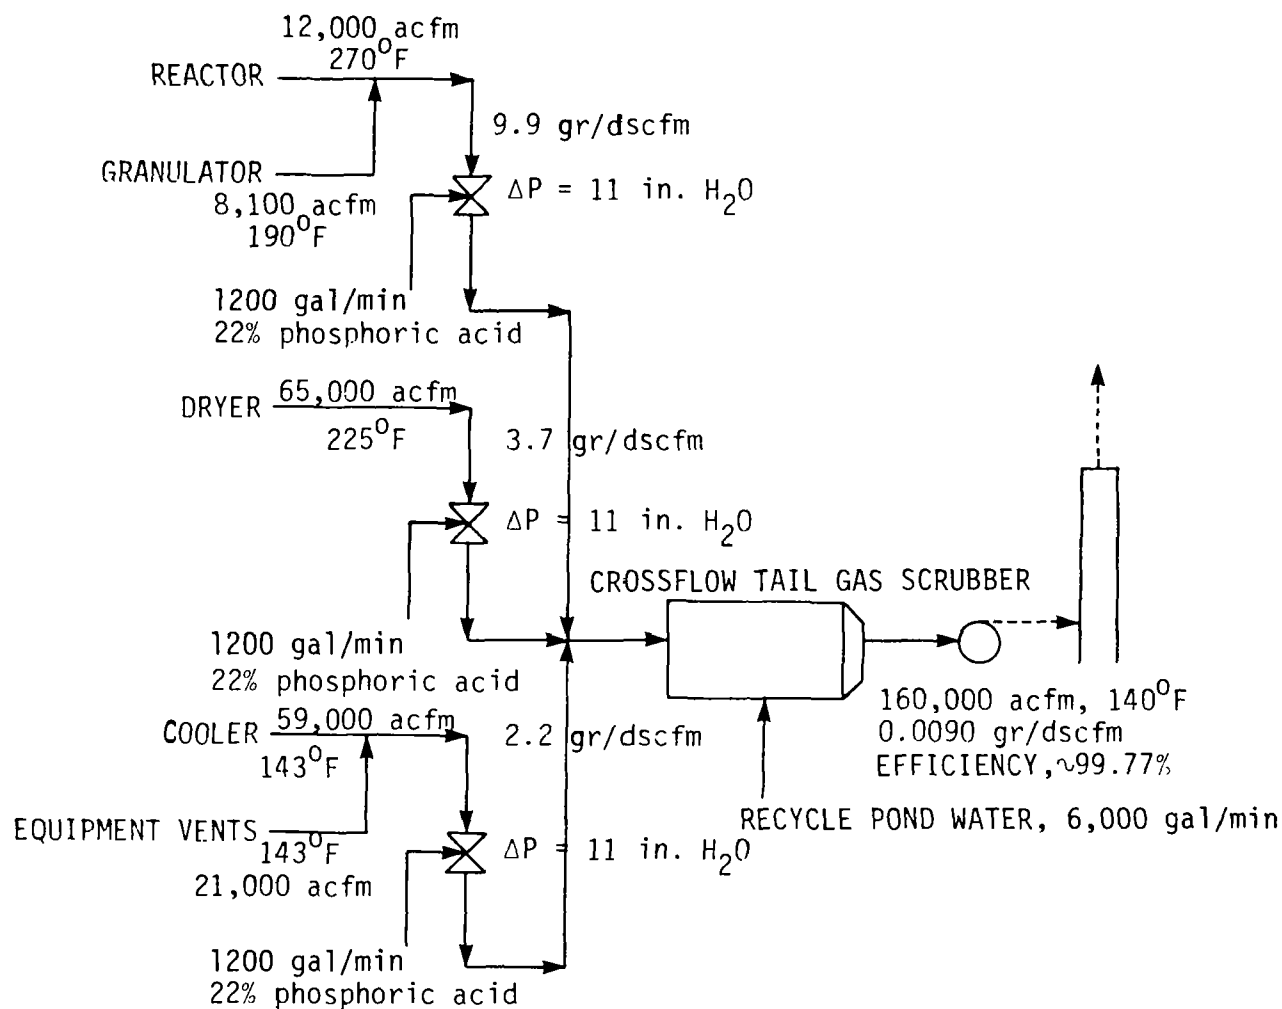 12,000 acfm
270°F
REACTOR
9.9 gr/dscfm
GRANULATOR
8,100 acfm
190°F
ΔP = 11 in. H₂O
1200 gal/min
22% phosphoric acid
65,000 acfm
DRYER
225°F
3.7 gr/dscfm
ΔP = 11 in. H₂O
CROSSFLOW TAIL GAS SCRUBBER
1200 gal/min
22% phosphoric acid
160,000 acfm, 140°F
0.0090 gr/dscfm
EFFICIENCY, ~99.77%
59,000 acfm
COOLER
143°F
2.2 gr/dscfm
RECYCLE POND WATER, 6,000 gal/min
EQUIPMENT VENTS
143°F
21,000 acfm
ΔP = 11 in. H₂O
1200 gal/min
22% phosphoric acid